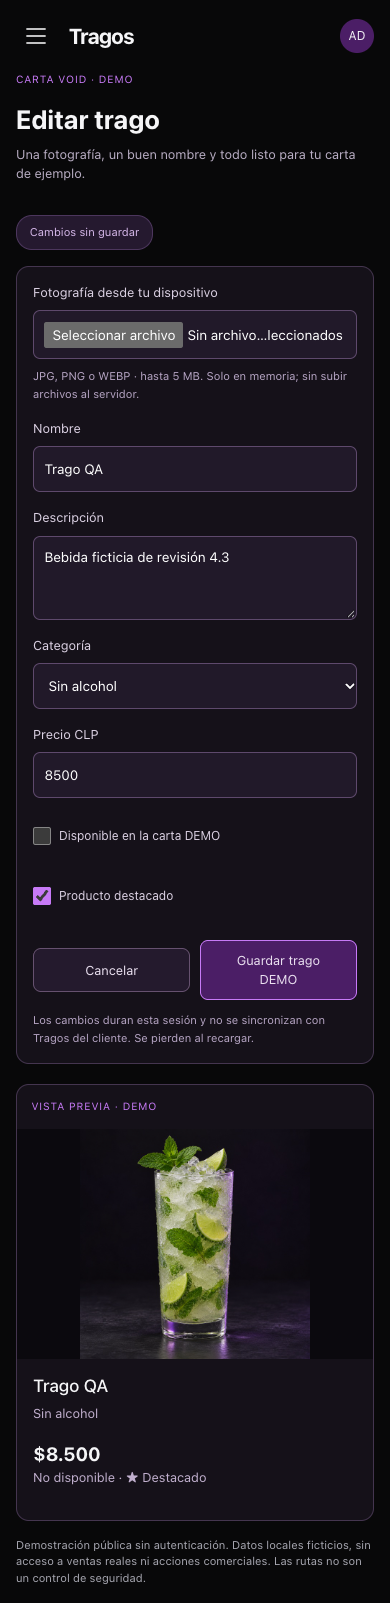 Tragos
AD
CARTA VOID · DEMO
Editar trago
Una fotografía, un buen nombre y todo listo para tu carta
de ejemplo.
Cambios sin guardar
Fotografía desde tu dispositivo
Seleccionar archivo Sin archivo...leccionados
JPG, PNG o WEBP · hasta 5 MB. Solo en memoria; sin subir
archivos al servidor.
Nombre
Trago QA
Descripción
Bebida ficticia de revisión 4.3
Categoría
Sin alcohol
Precio CLP
8500
Disponible en la carta DEMO
Producto destacado
Cancelar
Guardar trago
DEMO
Los cambios duran esta sesión y no se sincronizan con
Tragos del cliente. Se pierden al recargar.
VISTA PREVIA · DEMO
Trago QA
Sin alcohol
$8.500
No disponible · ★ Destacado
Demostración pública sin autenticación. Datos locales ficticios, sin
acceso a ventas reales ni acciones comerciales. Las rutas no son
un control de seguridad.